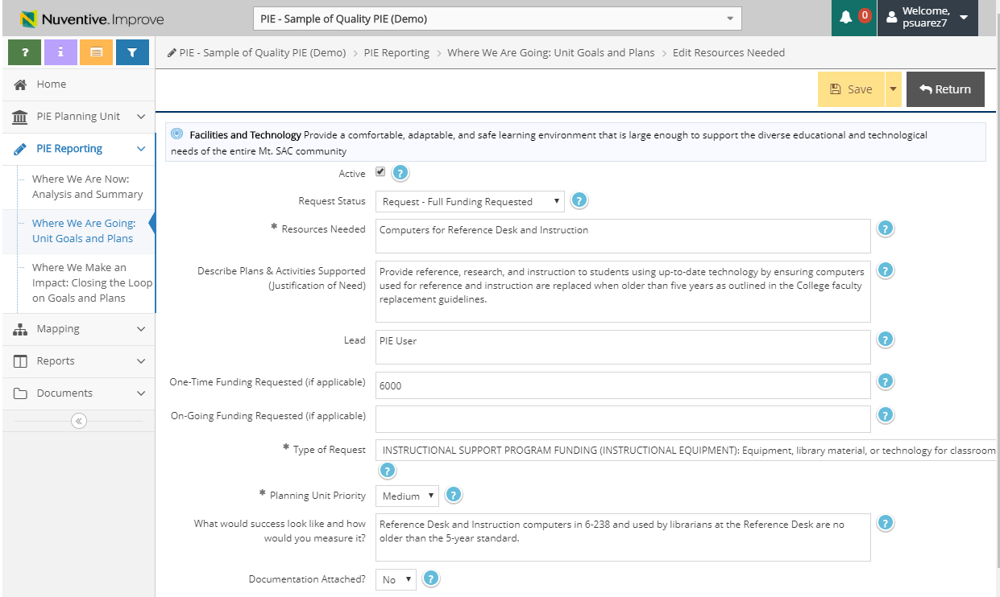 Nuventive.Improve
PIE - Sample of Quality PIE (Demo)
0
Welcome,
psuarez7
?
i
PIE - Sample of Quality PIE (Demo) > PIE Reporting > Where We Are Going: Unit Goals and Plans > Edit Resources Needed
Home
PIE Planning Unit
PIE Reporting
Where We Are Now:
Analysis and Summary
Where We Are Going:
Unit Goals and Plans
Where We Make an
Impact: Closing the Loop
on Goals and Plans
Mapping
Reports
Documents
«
Save
Return
Facilities and Technology Provide a comfortable, adaptable, and safe learning environment that is large enough to support the diverse educational and technological
needs of the entire Mt. SAC community
Active ?
Request Status Request - Full Funding Requested ?
* Resources Needed Computers for Reference Desk and Instruction ?
Describe Plans & Activities Supported
(Justification of Need)
Provide reference, research, and instruction to students using up-to-date technology by ensuring computers ?
used for reference and instruction are replaced when older than five years as outlined in the College faculty
replacement guidelines.
Lead PIE User ?
One-Time Funding Requested (if applicable) 6000 ?
On-Going Funding Requested (if applicable) ?
* Type of Request INSTRUCTIONAL SUPPORT PROGRAM FUNDING (INSTRUCTIONAL EQUIPMENT): Equipment, library material, or technology for classroom
?
* Planning Unit Priority Medium ?
What would success look like and how
would you measure it?
Reference Desk and Instruction computers in 6-238 and used by librarians at the Reference Desk are no ?
older than the 5-year standard.
Documentation Attached? No ?